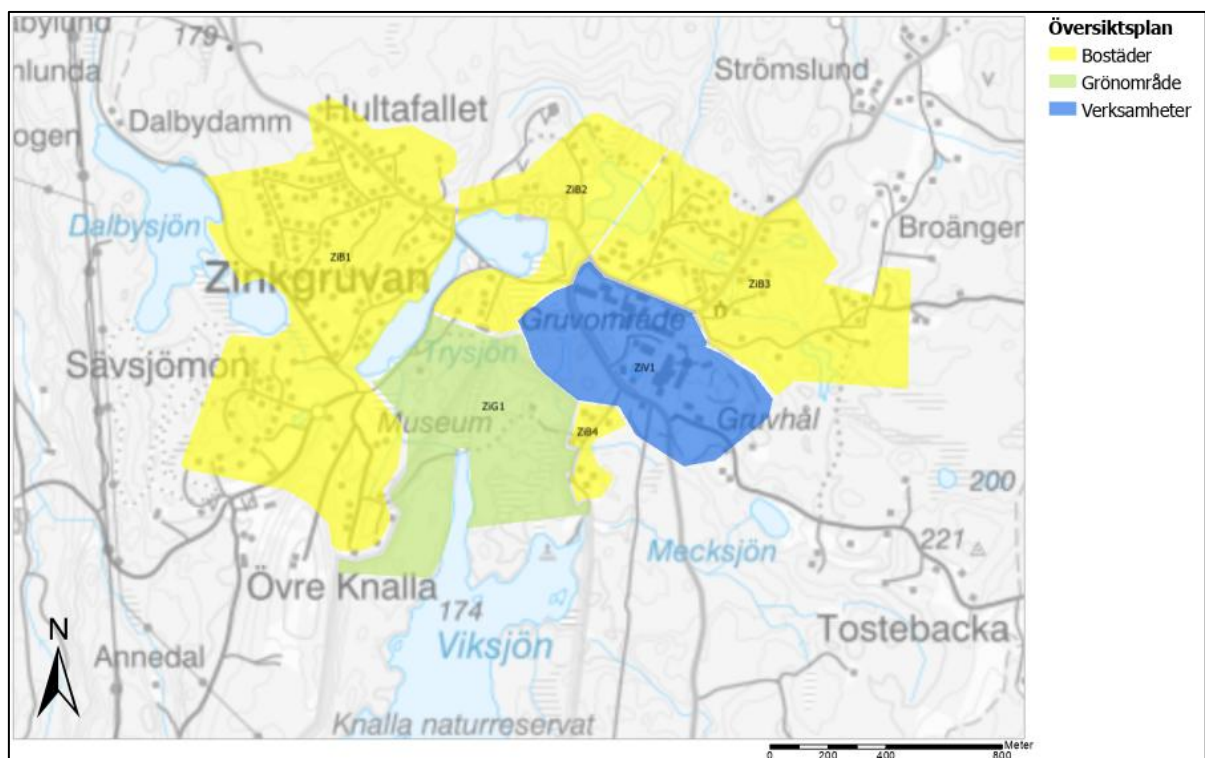 Översiktsplan
Bostäder
Grönområde
Verksamheter
179
Hultafallet
Strömslund
Dalbydamm
ogen
ZiB2
592
Dalbysjön
Broänger
ZiB1
Zinkgruvan
ZiB3
Gruvområde
Trysjön
Sävsjömon
ZiV1
ZiG1
Museum
ZiB4
Gruvhål
200
Mecksjön
221
Övre Knalla
174
Viksjön
Tostebacka
N
Annedal
Knalla naturreservat
Meter
0 200 400 800